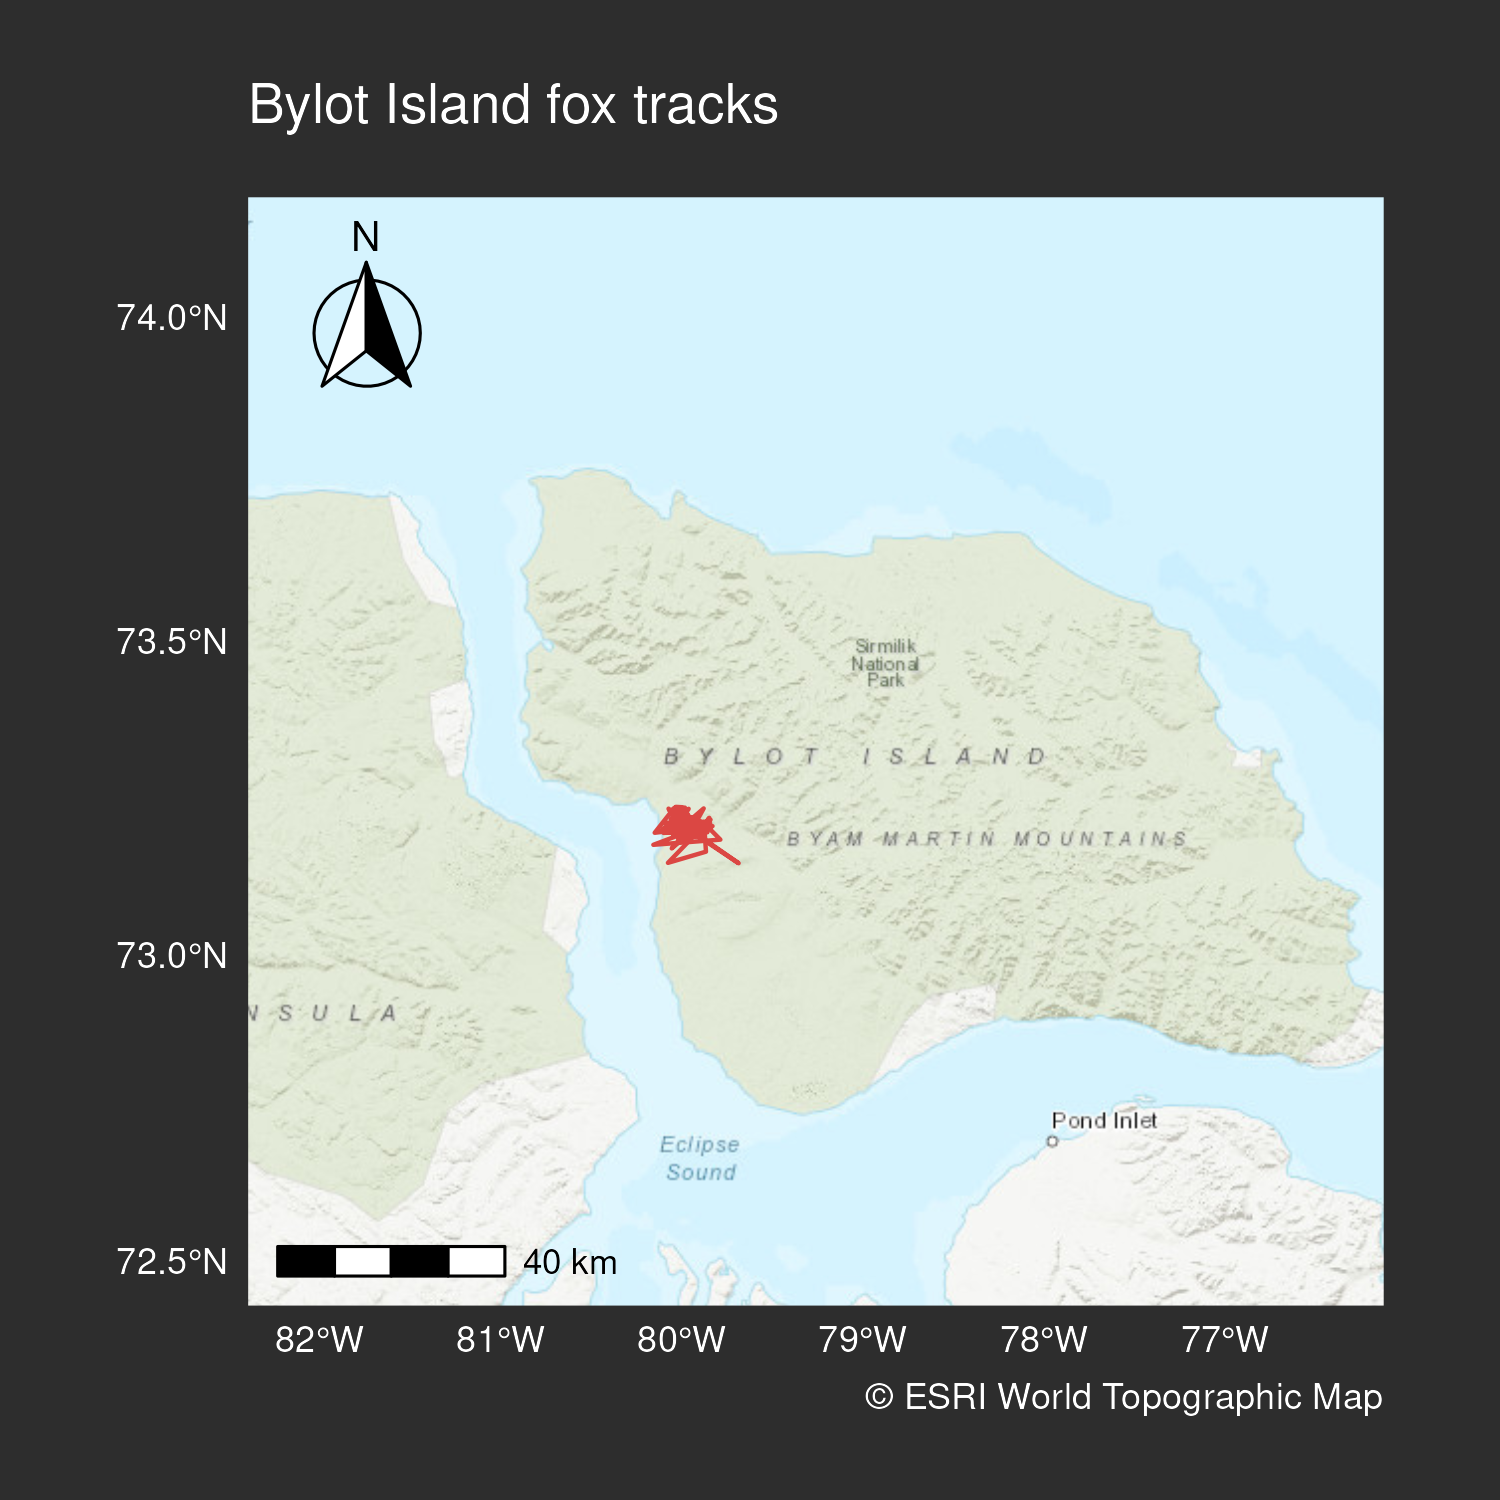 Bylot Island fox tracks
N
74.0°N
73.5°N
Sirmilik
National
Park
BYLOT ISLAND
BYAM MARTIN MOUNTAINS
73.0°N
NSULA
Pond Inlet
Eclipse
Sound
72.5°N
40 km
82°W 81°W 80°W 79°W 78°W 77°W
© ESRI World Topographic Map